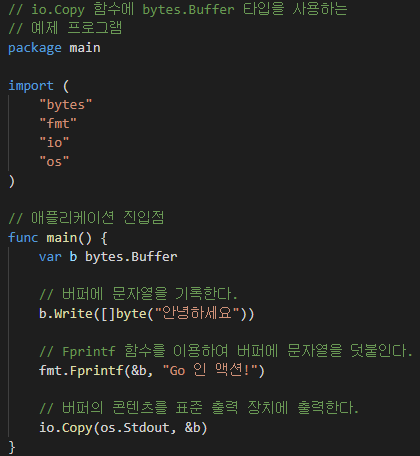 // io.Copy 함수에 bytes.Buffer 타입을 사용하는
// 예제 프로그램
package main
import (
"bytes"
"fmt"
"io"
"os"
)
// 애플리케이션 진입점
func main() {
var b bytes.Buffer
// 버퍼에 문자열을 기록한다.
b.Write([]byte("안녕하세요"))
// Fprintf 함수를 이용하여 버퍼에 문자열을 덧붙인다.
fmt.Fprintf(&b, "Go 인 액션!")
// 버퍼의 콘텐츠를 표준 출력 장치에 출력한다.
io.Copy(os.Stdout, &b)
}